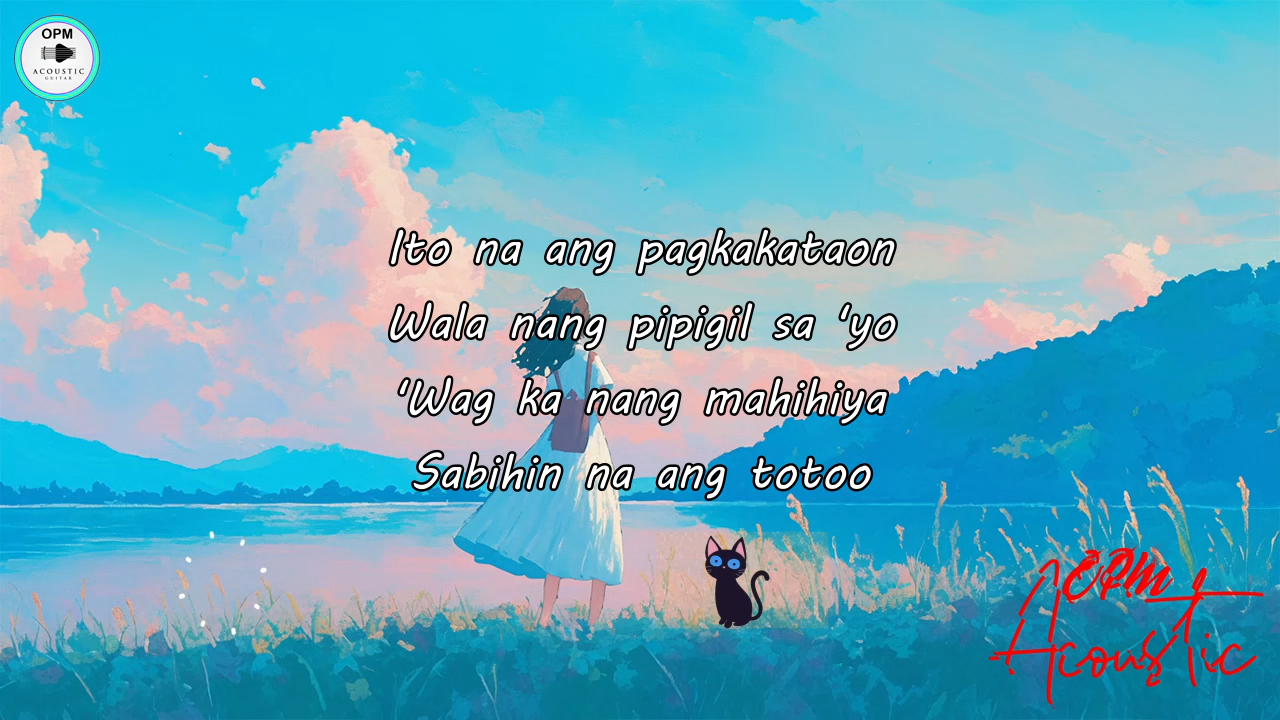 OPM
ACOUSTIC
GUITAR
Ito na ang pagkakataon
Wala nang pipigil sa ‘yo
‘Wag ka nang mahihiya
Sabihin na ang totoo
OPM
Acoustic